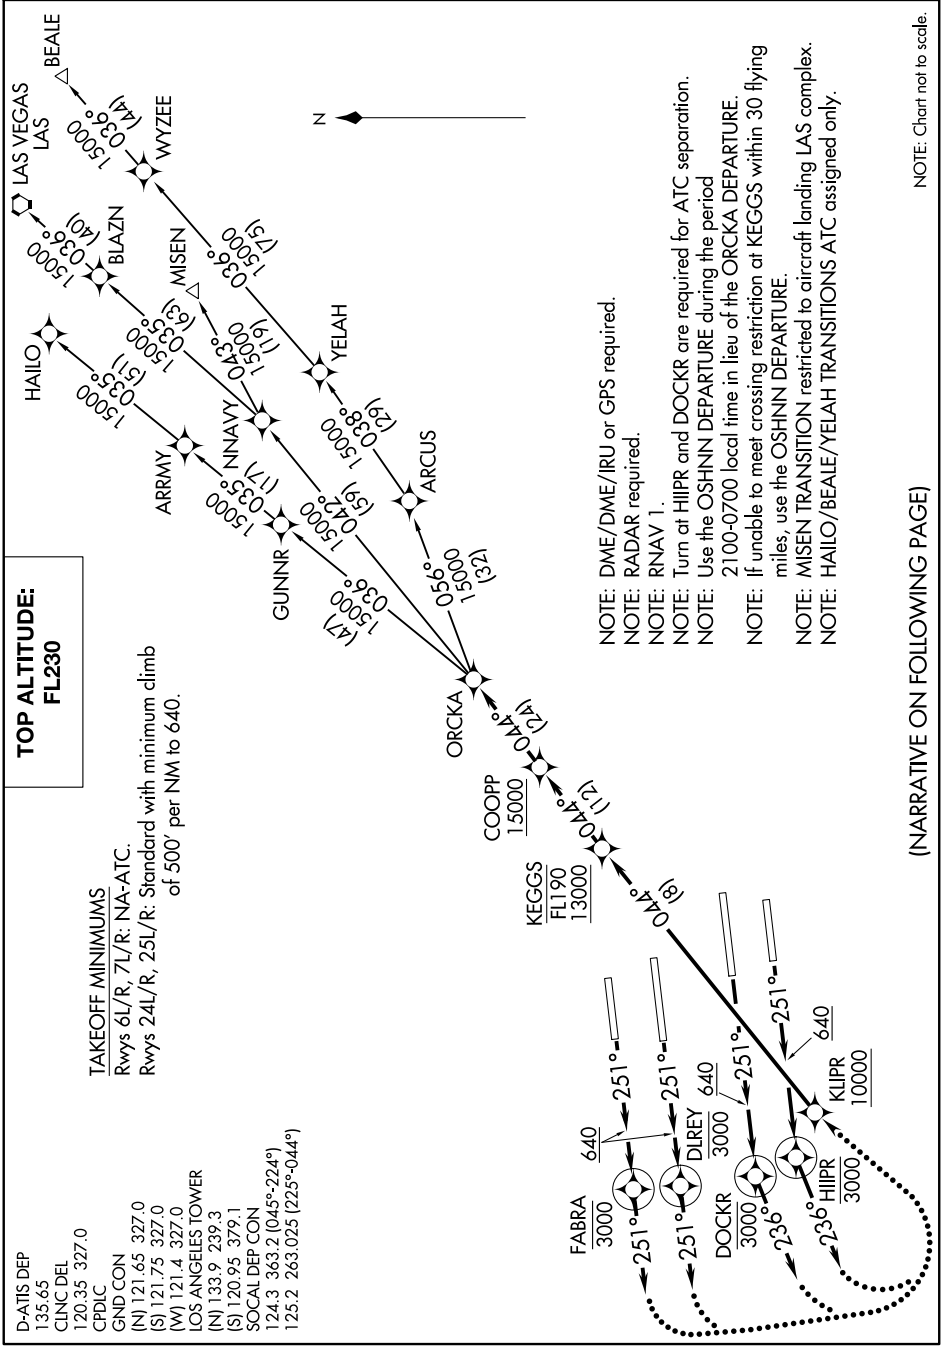 TOP ALTITUDE:
FL230
D-ATIS DEP
135.65
CLNC DEL
120.35 327.0
CPDLC
GND CON
(N) 121.65 327.0
(S) 121.75 327.0
(W) 121.4 327.0
LOS ANGELES TOWER
(N) 133.9 239.3
(S) 120.95 379.1
SOCAL DEP CON
124.3 363.2 (045°-224°)
125.2 263.025 (225°-044°)
TAKEOFF MINIMUMS
Rwys 6L/R, 7L/R: NA-ATC.
Rwys 24L/R, 25L/R: Standard with minimum climb
of 500' per NM to 640.
HAILO
LAS VEGAS
LAS
BEALE
15000
035°
(51)
ARRMY
15000
036°
(40)
BLAZN
15000
036°
(44)
WYZEE
15000
035°
(17)
GUNNR
15000
035°
(63)
NNAVY
MISEN
043°
15000
(19)
036°
15000
(75)
YELAH
15000
038°
(29)
ARCUS
(47)
15000
036°
15000
042°
(59)
056°
15000
(32)
ORCKA
044°
(24)
COOPP
15000
044°
(12)
KEGGS
FL190
13000
044°
(8)
N
FABRA
3000
251°
251°
640
DLREY
3000
251°
251°
DOCKR
3000
236°
251°
640
HIIPR
3000
236°
251°
640
KLIPR
10000
NOTE: DME/DME/IRU or GPS required.
NOTE: RADAR required.
NOTE: RNAV 1.
NOTE: Turn at HIIPR and DOCKR are required for ATC separation.
NOTE: Use the OSHNN DEPARTURE during the period
2100-0700 local time in lieu of the ORCKA DEPARTURE.
NOTE: If unable to meet crossing restriction at KEGGS within 30 flying
miles, use the OSHNN DEPARTURE.
NOTE: MISEN TRANSITION restricted to aircraft landing LAS complex.
NOTE: HAILO/BEALE/YELAH TRANSITIONS ATC assigned only.
(NARRATIVE ON FOLLOWING PAGE)
NOTE: Chart not to scale.